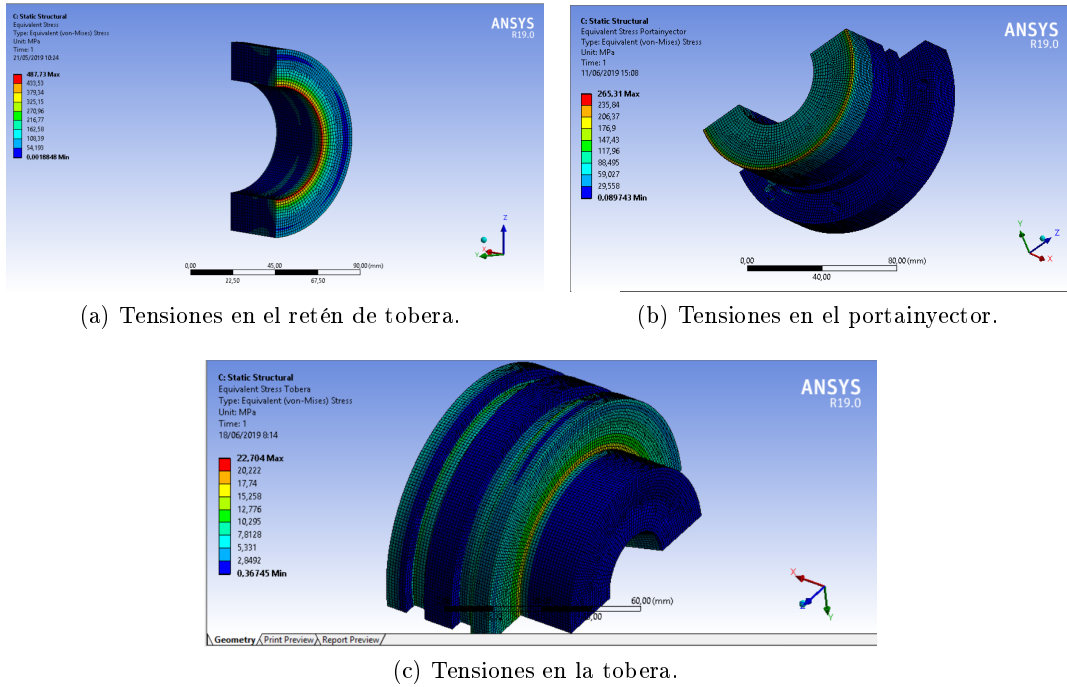 C: Static Structural
Equivalent Stress
Type: Equivalent (von-Mises) Stress
Unit: MPa
Time: 1
21/05/2019 10:24
487,73 Max
433,53
379,34
325,15
270,96
216,77
162,58
108,39
54,193
0,0018848 Min
ANSYS
R19.0
Z
X
Y
0,00
45,00
90,00 (mm)
22,50
67,50
(a) Tensiones en el retén de tobera.
C: Static Structural
Equivalent Stress Portainyector
Type: Equivalent (von-Mises) Stress
Unit: MPa
Time: 1
11/06/2019 15:08
265,31 Max
235,84
206,37
176,9
147,43
117,96
88,495
59,027
29,558
0,089743 Min
ANSYS
R19.0
Y
Z
X
0,00
80,00 (mm)
40,00
(b) Tensiones en el portainyector.
C: Static Structural
Equivalent Stress Tobera
Type: Equivalent (von-Mises) Stress
Unit: MPa
Time: 1
18/06/2019 8:14
22,704 Max
20,222
17,74
15,258
12,776
10,295
7,8128
5,331
2,8492
0,36745 Min
ANSYS
R19.0
X
Z
Y
60,00 (mm)
Geometry Print Preview Report Preview
(c) Tensiones en la tobera.